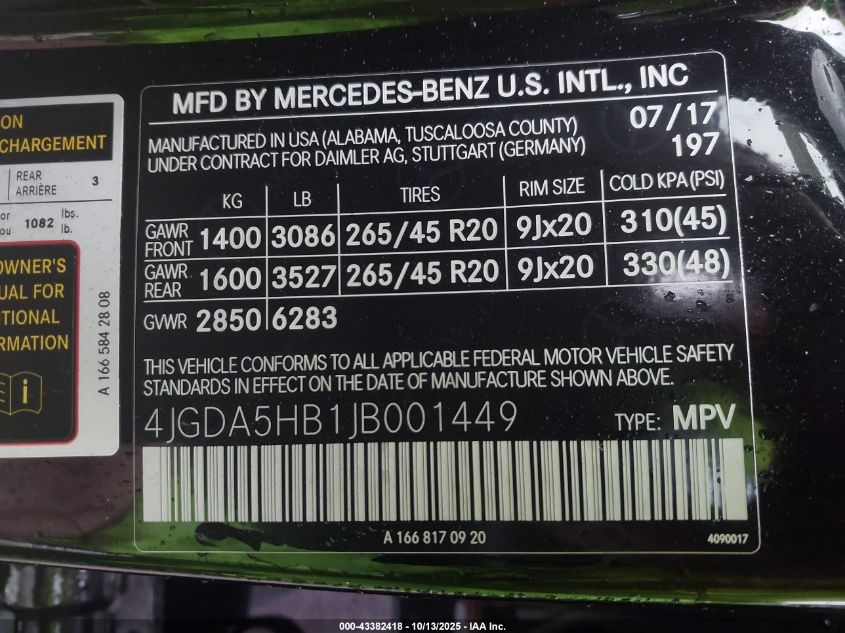 ON
CHARGEMENT
REAR
ARRIÈRE 3
or
ou 1082 lbs.
lb.
OWNER'S
UAL FOR
ITIONAL
RMATION
A 166 584 28 08
MFD BY MERCEDES-BENZ U.S. INTL., INC
MANUFACTURED IN USA (ALABAMA, TUSCALOOSA COUNTY) 07/17
UNDER CONTRACT FOR DAIMLER AG, STUTTGART (GERMANY) 197
KG LB TIRES RIM SIZE COLD KPA(PSI)
GAWR FRONT 1400 3086 265/45 R20 9Jx20 310(45)
GAWR REAR 1600 3527 265/45 R20 9Jx20 330(48)
GVWR 2850 6283
THIS VEHICLE CONFORMS TO ALL APPLICABLE FEDERAL MOTOR VEHICLE SAFETY
STANDARDS IN EFFECT ON THE DATE OF MANUFACTURE SHOWN ABOVE.
4JGDA5HB1JB001449 TYPE: MPV
A 166 817 09 20
4090017
000-43382418 - 10/13/2025 - IAA Inc.